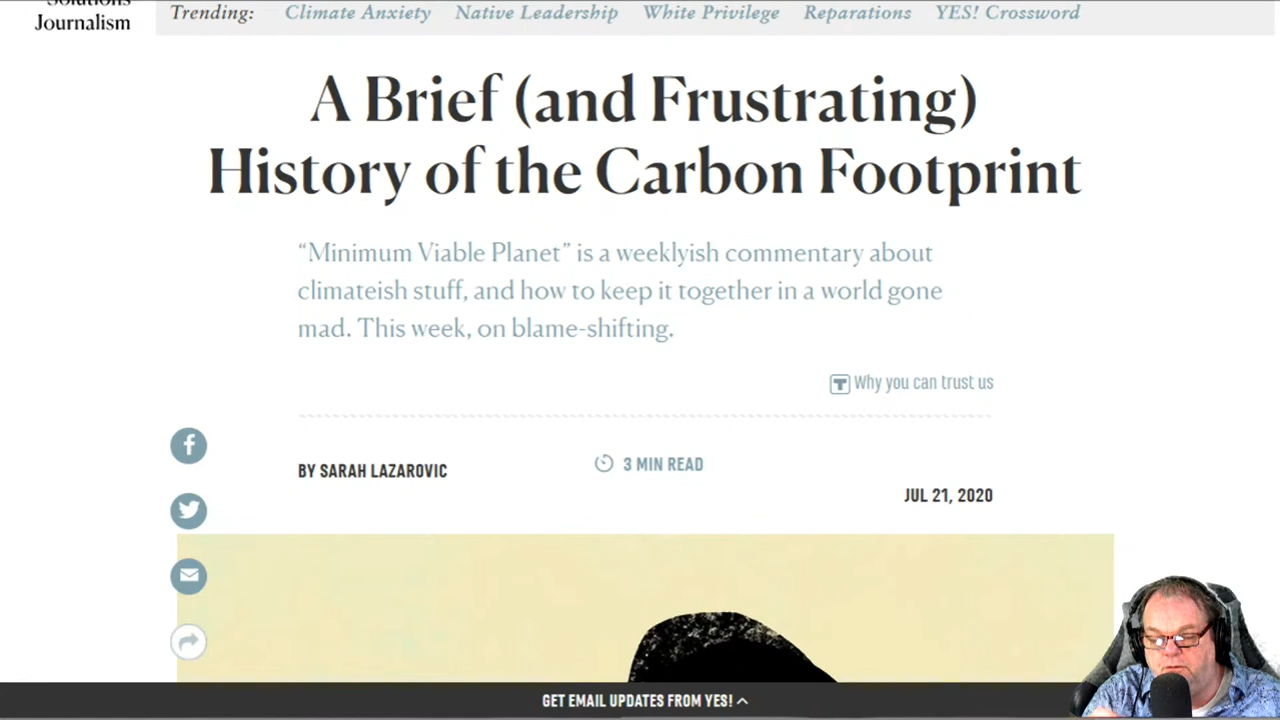 Solutions
Journalism
Trending: Climate Anxiety Native Leadership White Privilege Reparations YES! Crossword
A Brief (and Frustrating)
History of the Carbon Footprint
“Minimum Viable Planet” is a weeklyish commentary about
climateish stuff, and how to keep it together in a world gone
mad. This week, on blame-shifting.
T Why you can trust us
BY SARAH LAZAROVIC
3 MIN READ
JUL 21, 2020
GET EMAIL UPDATES FROM YES!